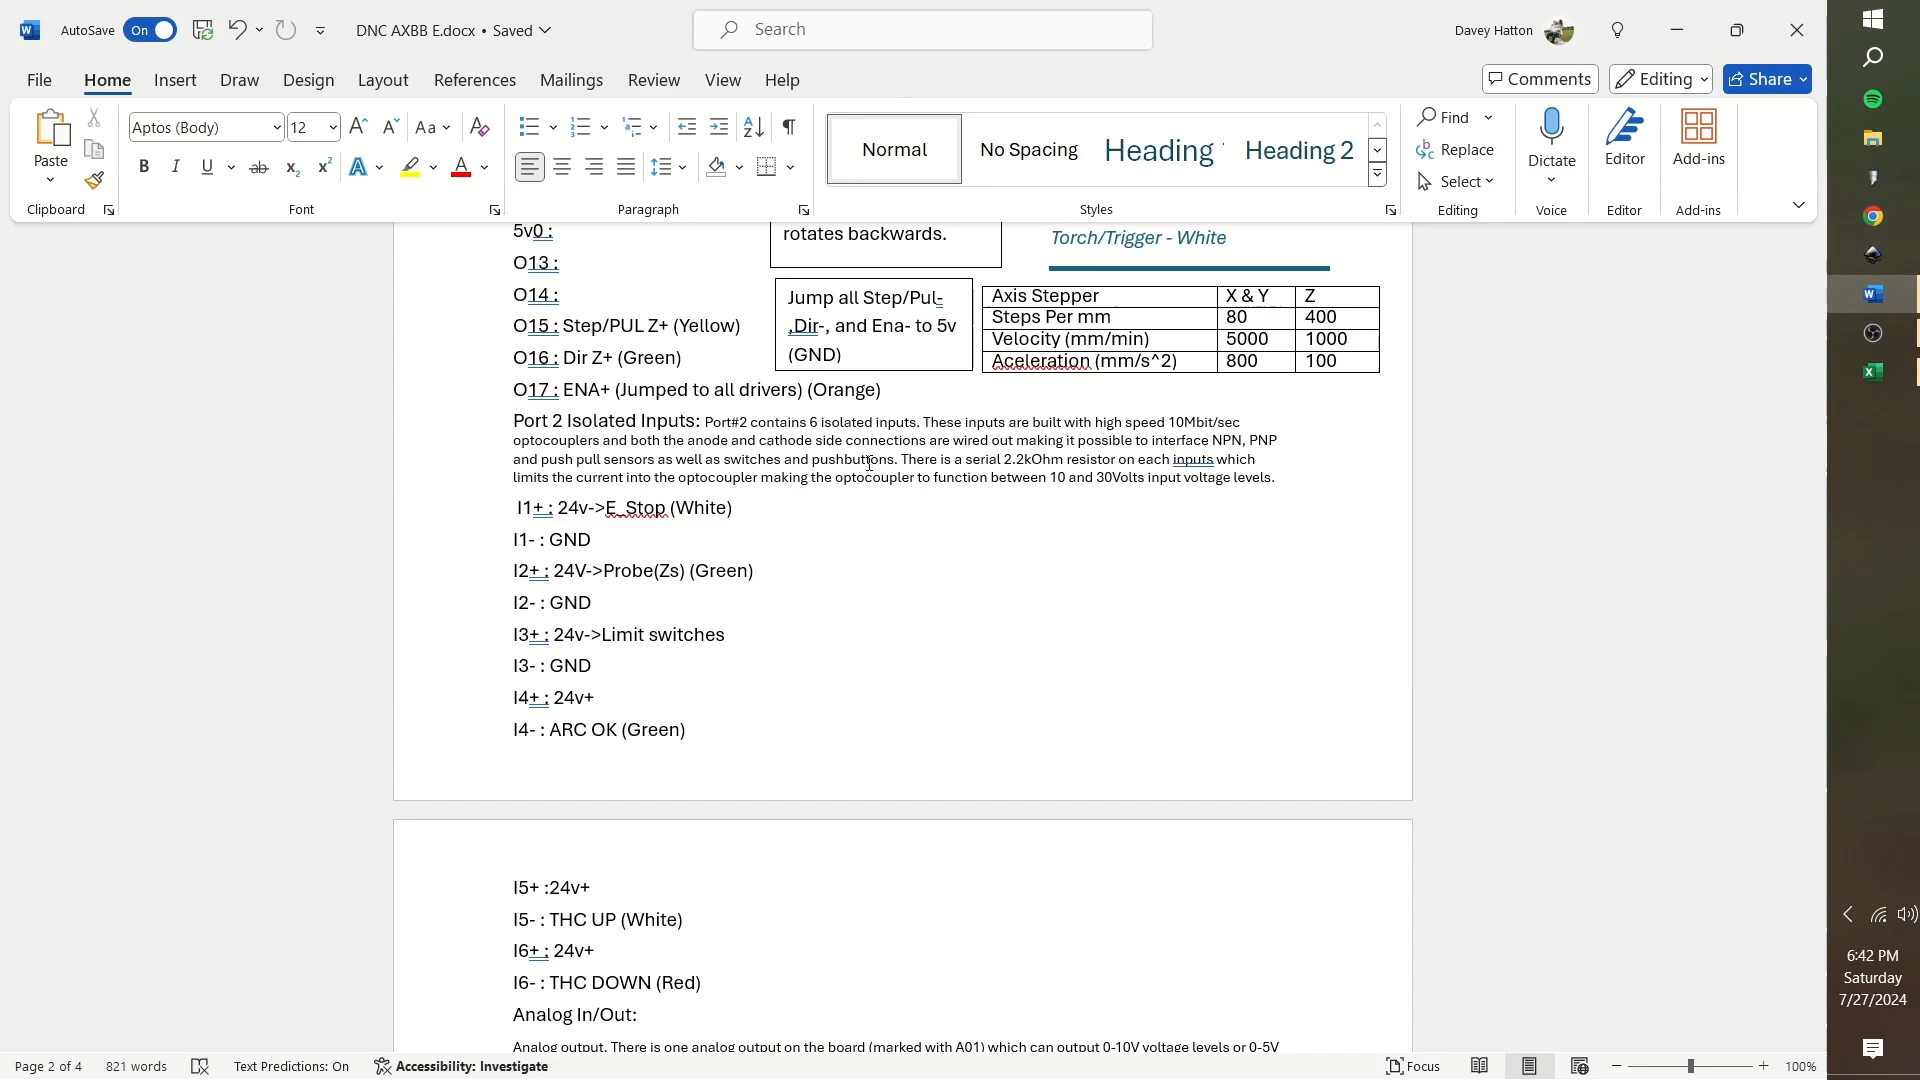 AutoSave On DNC AXBB E.docx • Saved Search Davey Hatton
File Home Insert Draw Design Layout References Mailings Review View Help Comments Editing Share
Paste Aptos (Body) 12 Aa Normal No Spacing Heading Heading 2 Find Replace Select Dictate Editor Add-ins
Clipboard Font Paragraph Styles Editing Voice Editor Add-ins
5v0 :
O13 :
O14 :
O15 : Step/PUL Z+ (Yellow)
O16 : Dir Z+ (Green)
O17 : ENA+ (Jumped to all drivers) (Orange)
rotates backwards.
Jump all Step/Pul-
,Dir-, and Ena- to 5v
(GND)
Torch/Trigger - White
Axis Stepper X & Y Z
Steps Per mm 80 400
Velocity (mm/min) 5000 1000
Aceleration (mm/s^2) 800 100
Port 2 Isolated Inputs: Port#2 contains 6 isolated inputs. These inputs are built with high speed 10Mbit/sec
optocouplers and both the anode and cathode side connections are wired out making it possible to interface NPN, PNP
and push pull sensors as well as switches and pushbuttons. There is a serial 2.2kOhm resistor on each inputs which
limits the current into the optocoupler making the optocoupler to function between 10 and 30Volts input voltage levels.
I1+ : 24v->E_Stop (White)
I1- : GND
I2+ : 24V->Probe(Zs) (Green)
I2- : GND
I3+ : 24v->Limit switches
I3- : GND
I4+ : 24v+
I4- : ARC OK (Green)
I5+ :24v+
I5- : THC UP (White)
I6+ : 24v+
I6- : THC DOWN (Red)
Analog In/Out:
Analog output. There is one analog output on the board (marked with A01) which can output 0-10V voltage levels or 0-5V
Page 2 of 4 821 words Text Predictions: On Accessibility: Investigate Focus 100%
6:42 PM
Saturday
7/27/2024